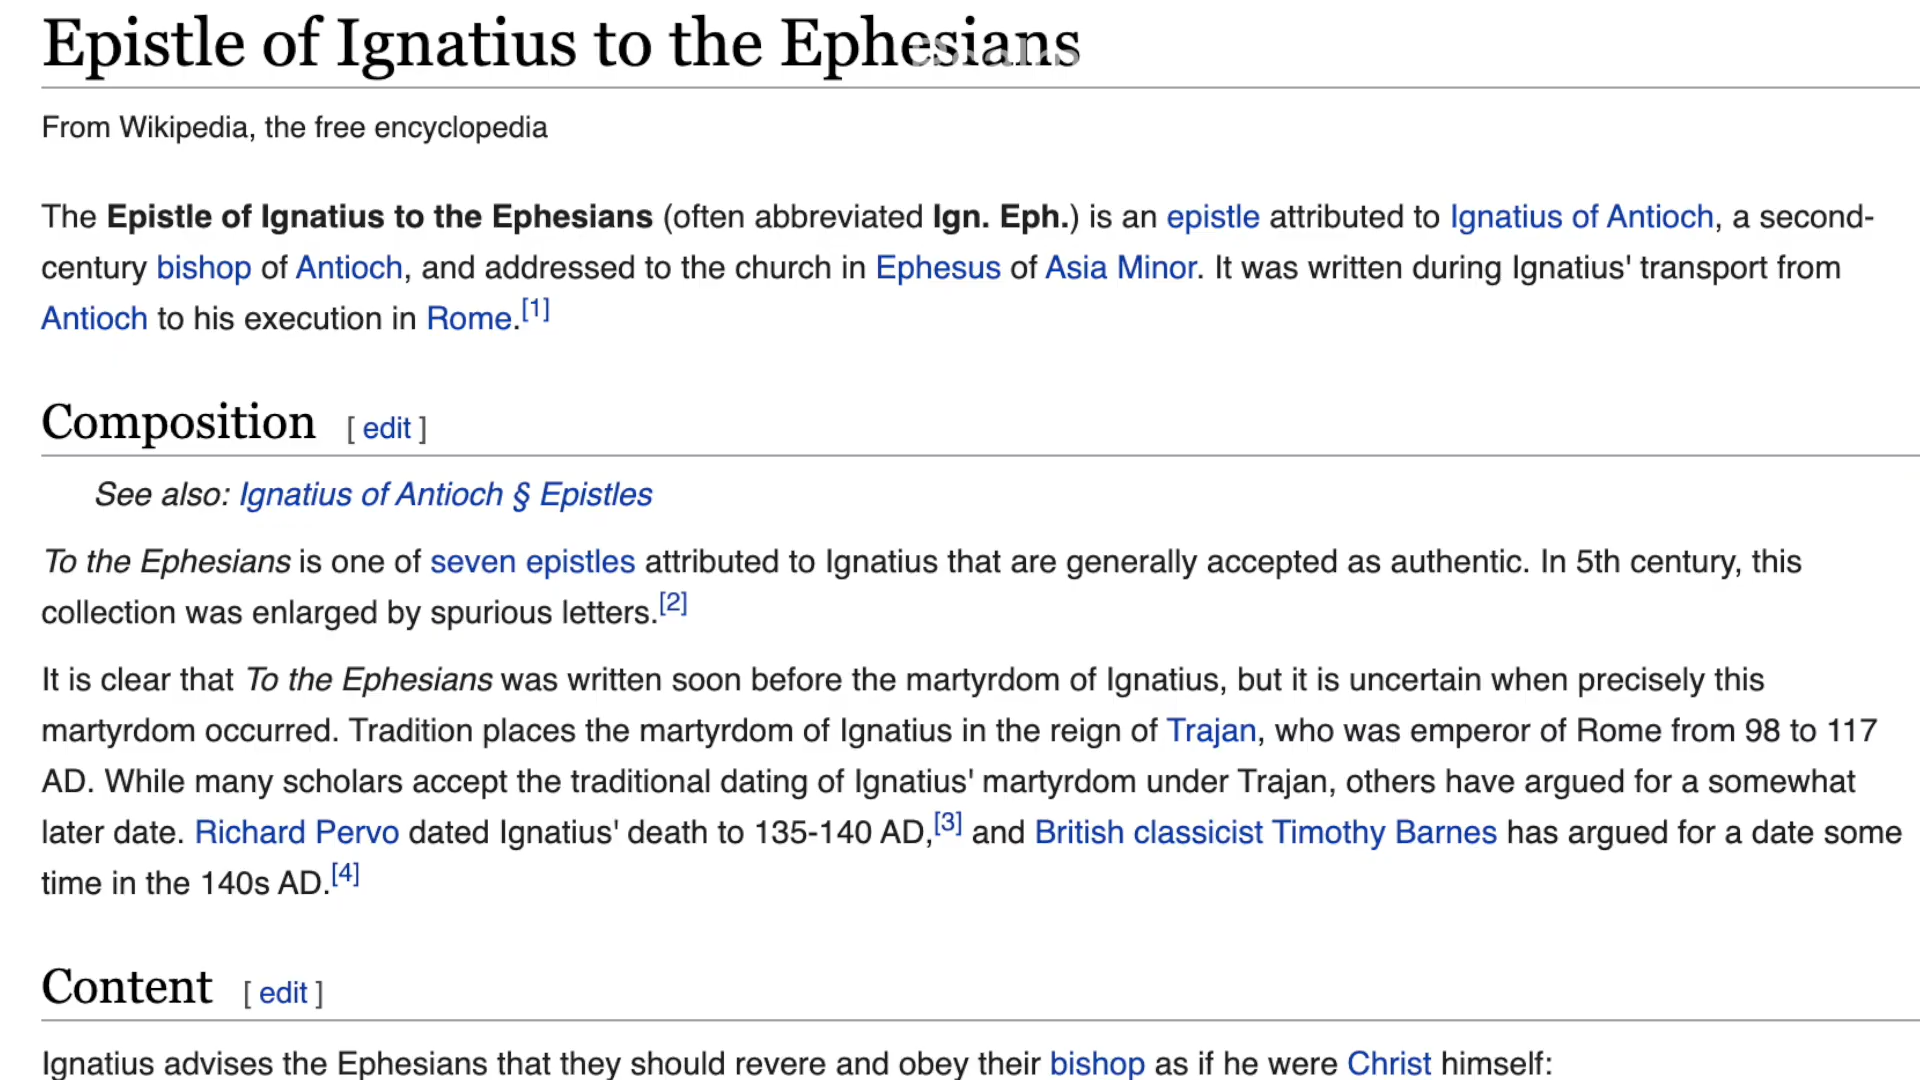 Epistle of Ignatius to the Ephesians
From Wikipedia, the free encyclopedia
The Epistle of Ignatius to the Ephesians (often abbreviated Ign. Eph.) is an epistle attributed to Ignatius of Antioch, a second-
century bishop of Antioch, and addressed to the church in Ephesus of Asia Minor. It was written during Ignatius' transport from
Antioch to his execution in Rome.[1]
Composition [ edit ]
See also: Ignatius of Antioch § Epistles
To the Ephesians is one of seven epistles attributed to Ignatius that are generally accepted as authentic. In 5th century, this
collection was enlarged by spurious letters.[2]
It is clear that To the Ephesians was written soon before the martyrdom of Ignatius, but it is uncertain when precisely this
martyrdom occurred. Tradition places the martyrdom of Ignatius in the reign of Trajan, who was emperor of Rome from 98 to 117
AD. While many scholars accept the traditional dating of Ignatius' martyrdom under Trajan, others have argued for a somewhat
later date. Richard Pervo dated Ignatius' death to 135-140 AD,[3] and British classicist Timothy Barnes has argued for a date some
time in the 140s AD.[4]
Content [ edit ]
Ignatius advises the Ephesians that they should revere and obey their bishop as if he were Christ himself: